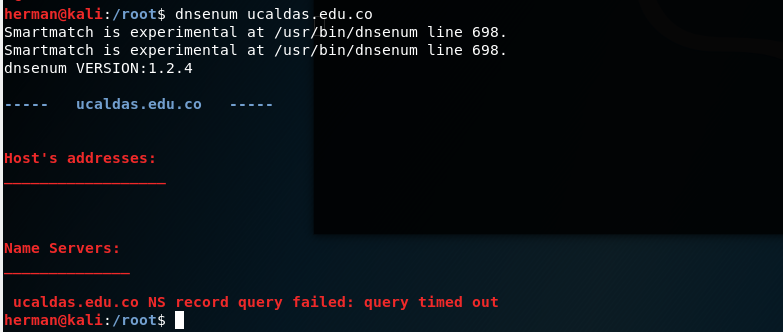 herman@kali:/root$ dnsenum ucaldas.edu.co
Smartmatch is experimental at /usr/bin/dnsenum line 698.
Smartmatch is experimental at /usr/bin/dnsenum line 698.
dnsenum VERSION:1.2.4
-----   ucaldas.edu.co   -----
Host's addresses:
__________________
Name Servers:
______________
 ucaldas.edu.co NS record query failed: query timed out
herman@kali:/root$